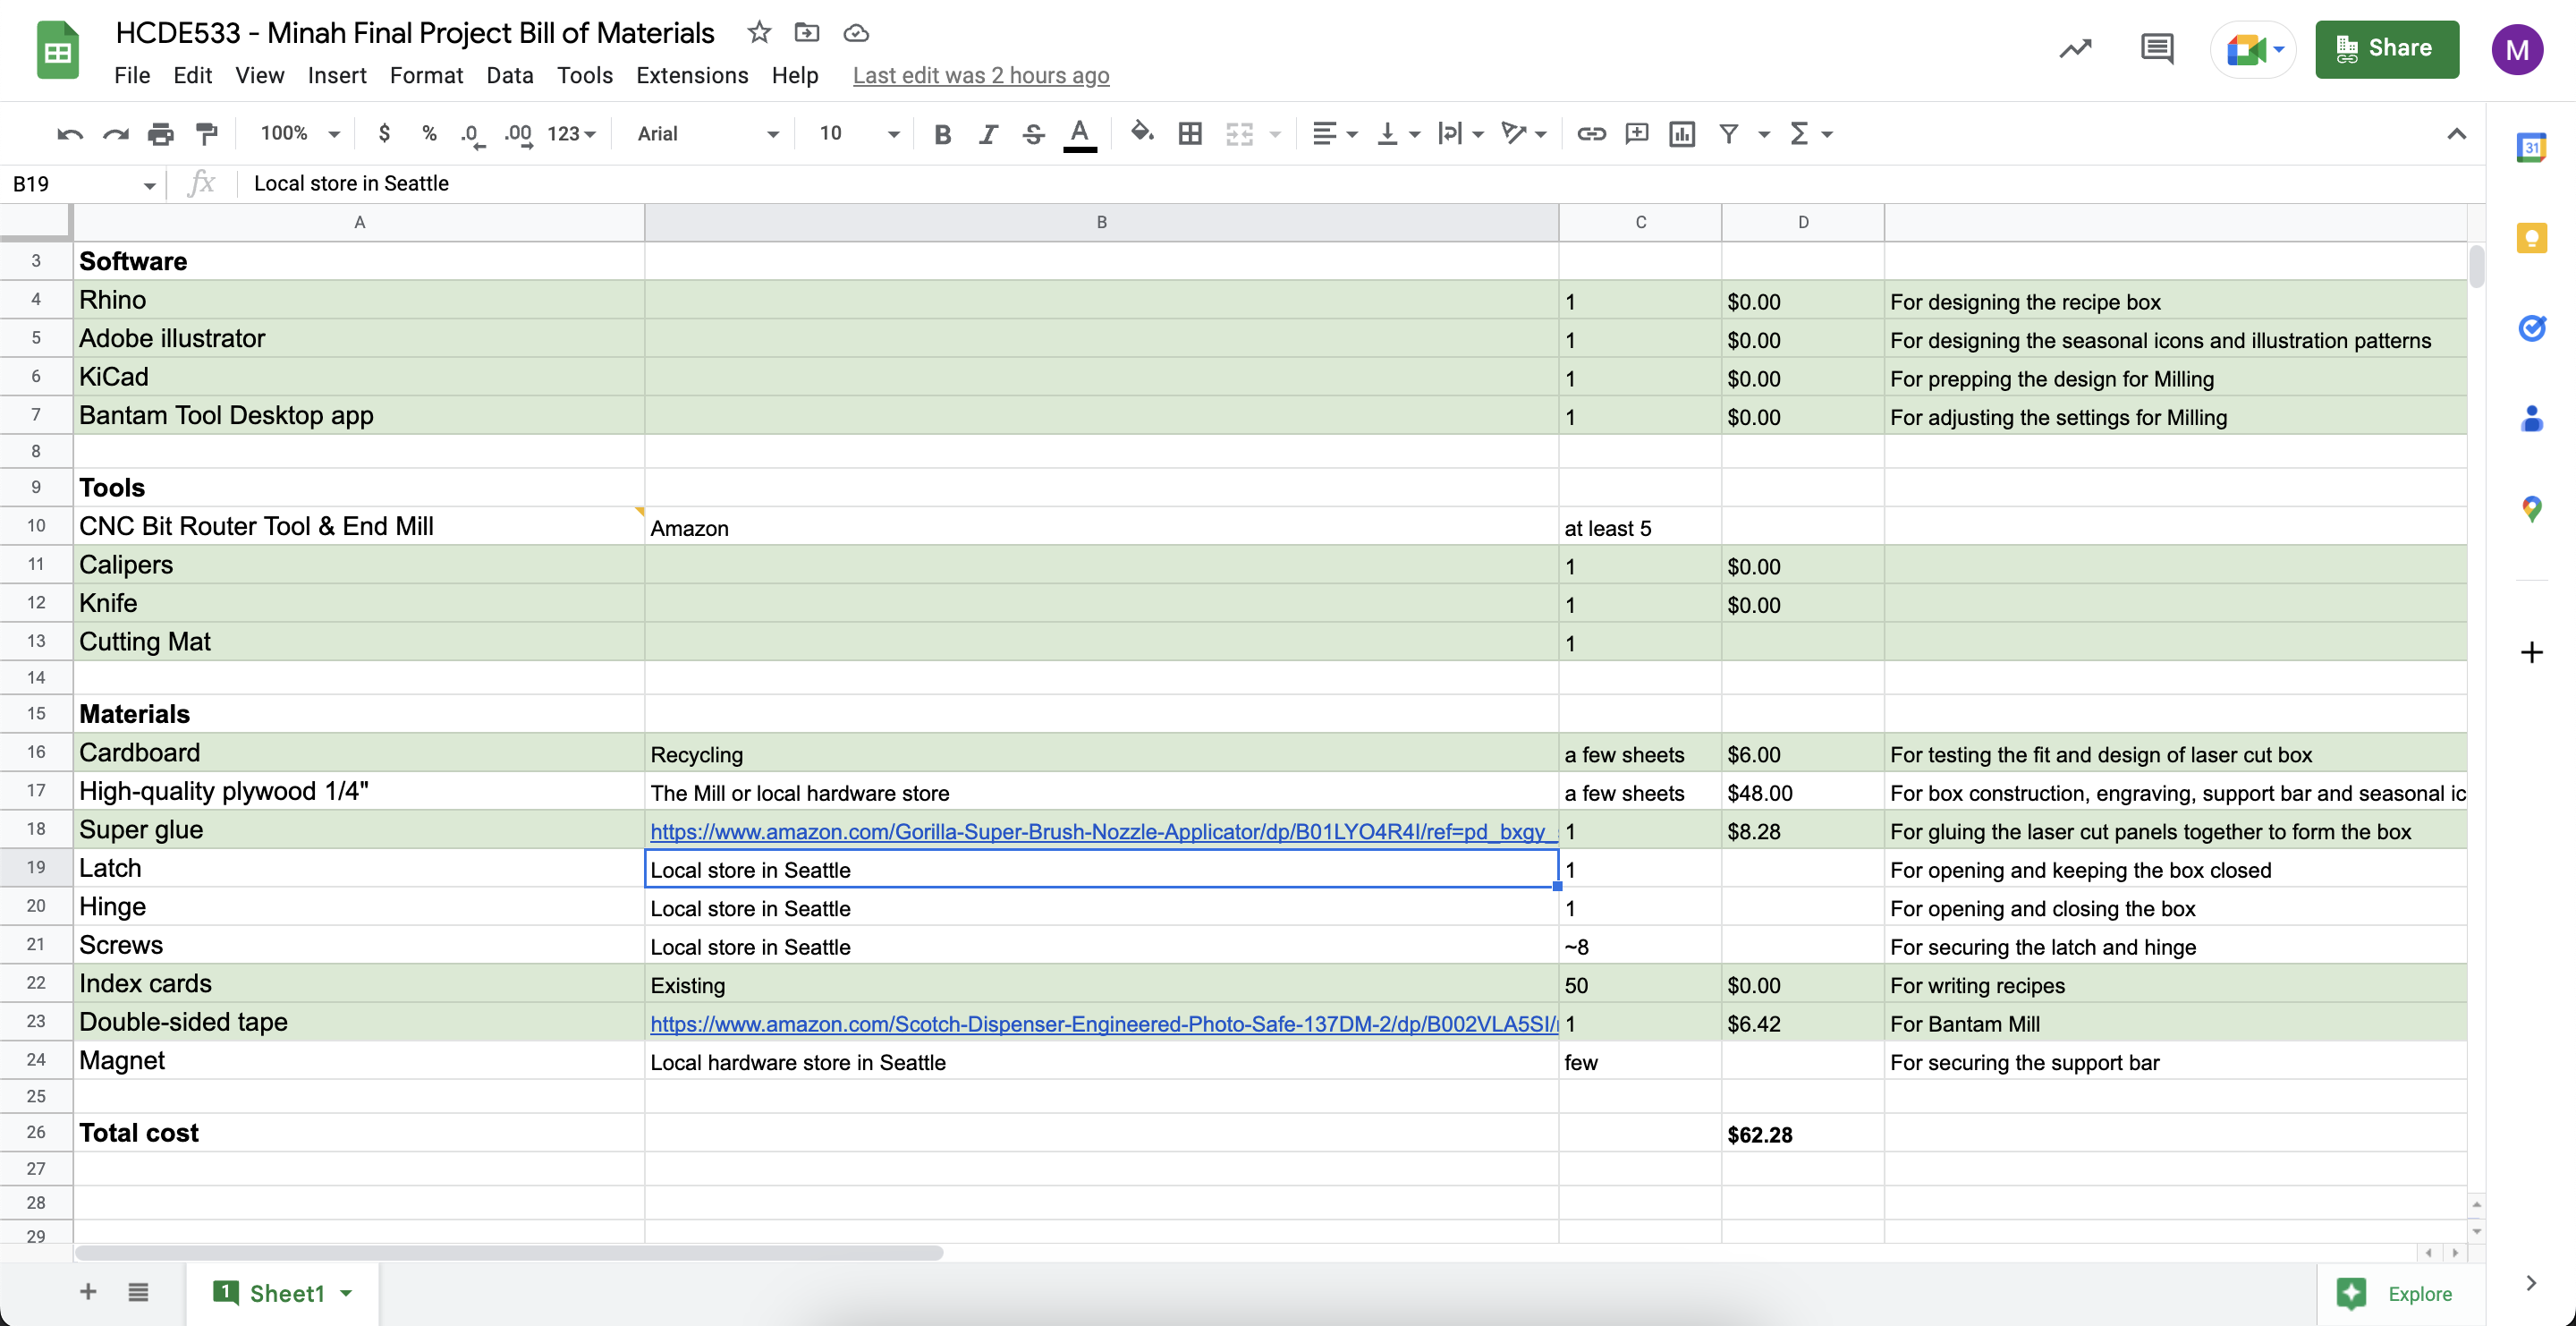 HCDE533 - Minah Final Project Bill of Materials
File Edit View Insert Format Data Tools Extensions Help Last edit was 2 hours ago
Share
M
100% $ % .0 .00 123 Arial 10 B I S A
31
B19 fx Local store in Seattle
A B C D
3 Software
4 Rhino 1 $0.00 For designing the recipe box
5 Adobe illustrator 1 $0.00 For designing the seasonal icons and illustration patterns
6 KiCad 1 $0.00 For prepping the design for Milling
7 Bantam Tool Desktop app 1 $0.00 For adjusting the settings for Milling
8
9 Tools
10 CNC Bit Router Tool & End Mill Amazon at least 5
11 Calipers 1 $0.00
12 Knife 1 $0.00
13 Cutting Mat 1
14
15 Materials
16 Cardboard Recycling a few sheets $6.00 For testing the fit and design of laser cut box
17 High-quality plywood 1/4" The Mill or local hardware store a few sheets $48.00 For box construction, engraving, support bar and seasonal ic
18 Super glue https://www.amazon.com/Gorilla-Super-Brush-Nozzle-Applicator/dp/B01LYO4R4I/ref=pd_bxgy_ 1 $8.28 For gluing the laser cut panels together to form the box
19 Latch Local store in Seattle 1 For opening and keeping the box closed
20 Hinge Local store in Seattle 1 For opening and closing the box
21 Screws Local store in Seattle ~8 For securing the latch and hinge
22 Index cards Existing 50 $0.00 For writing recipes
23 Double-sided tape https://www.amazon.com/Scotch-Dispenser-Engineered-Photo-Safe-137DM-2/dp/B002VLA5SI/ 1 $6.42 For Bantam Mill
24 Magnet Local hardware store in Seattle few For securing the support bar
25
26 Total cost $62.28
27
28
29
1 Sheet1
Explore